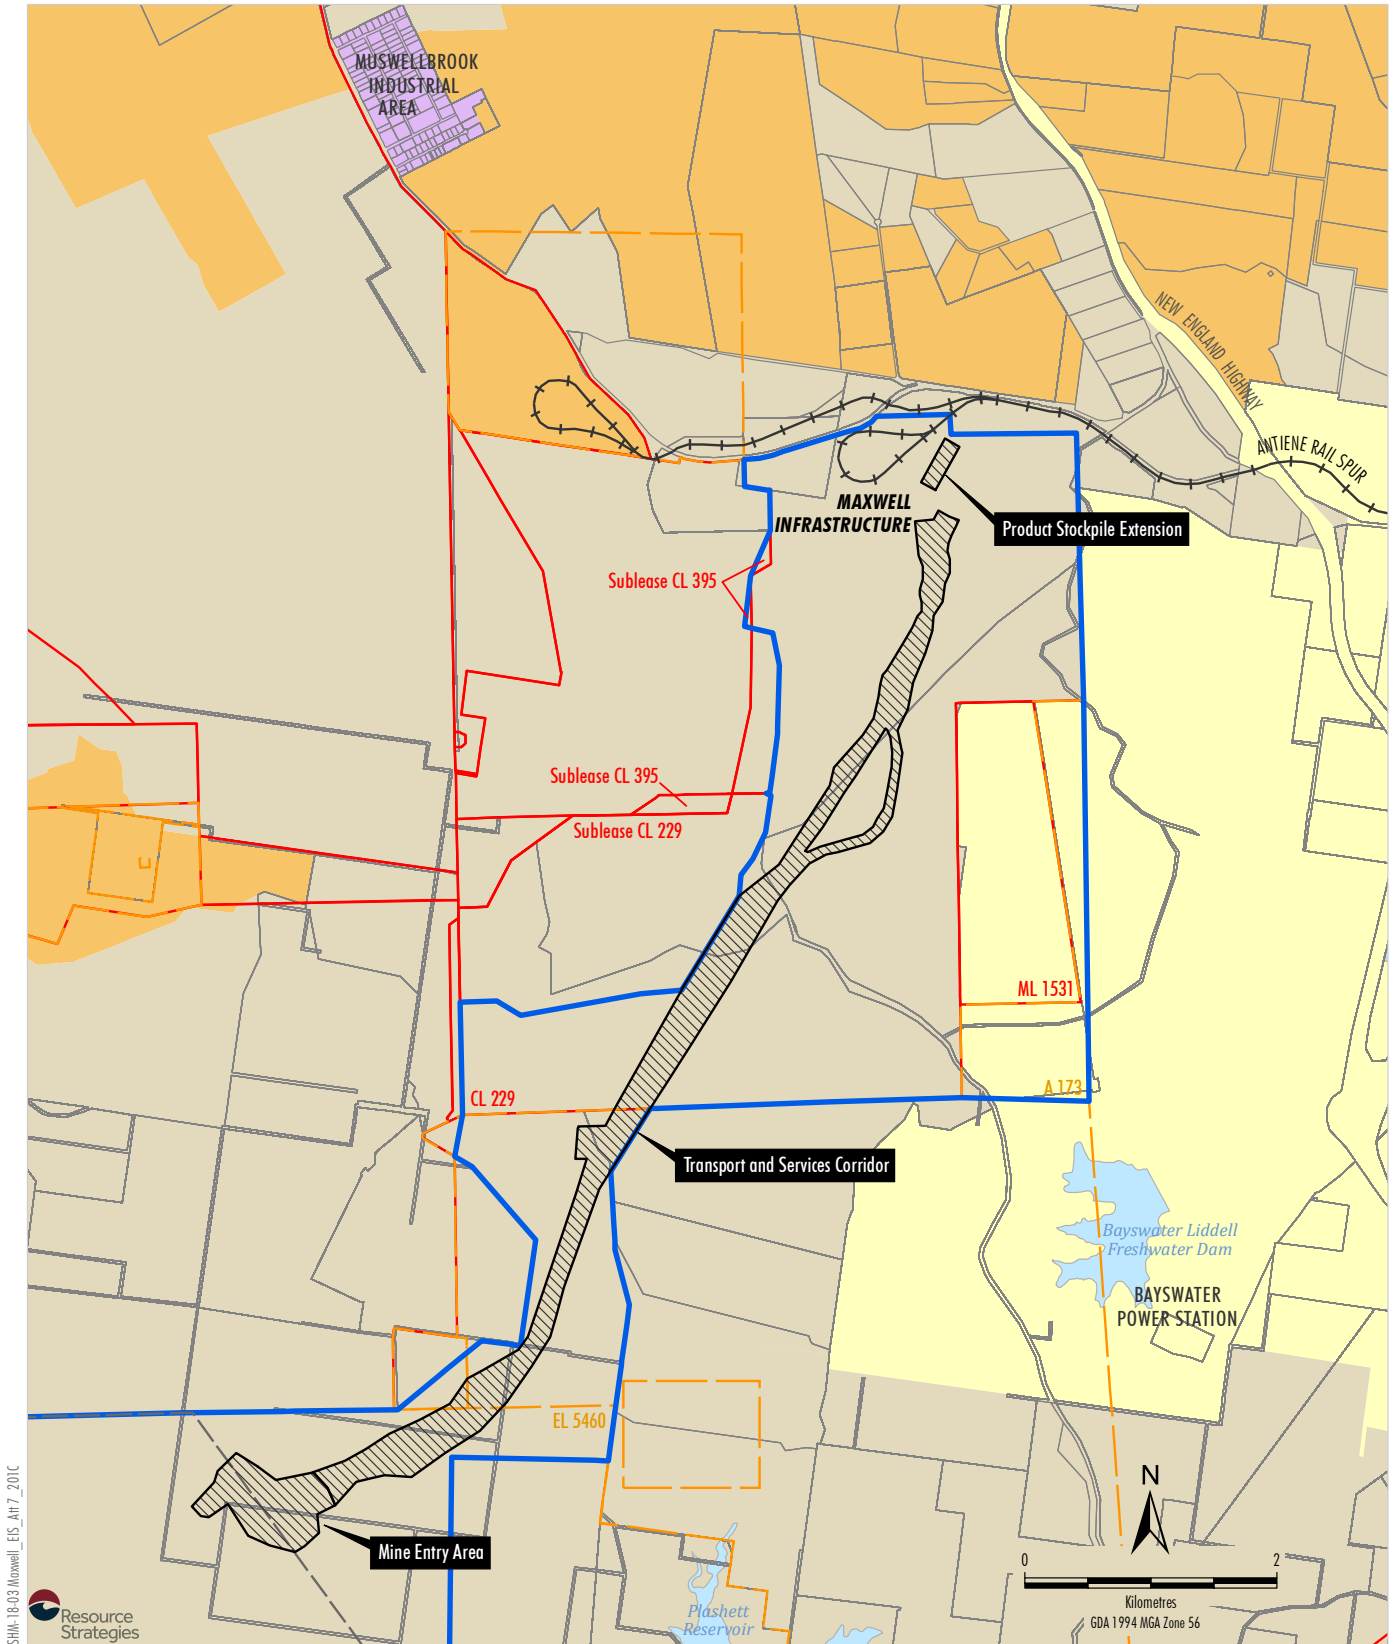 MUSWELLBROOK
INDUSTRIAL
AREA
NEW ENGLAND HIGHWAY
ANTIENE RAIL SPUR
MAXWELL
INFRASTRUCTURE
Product Stockpile Extension
Sublease CL 395
Sublease CL 395
Sublease CL 229
ML 1531
A 173
CL 229
Transport and Services Corridor
Bayswater Liddell
Freshwater Dam
BAYSWATER
POWER STATION
EL 5460
Mine Entry Area
Plashett
Reservoir
N
0 2
Kilometres
GDA 1994 MGA Zone 56
SHM-18-03 Maxwell_EIS_Att 7_201C
Resource
Strategies